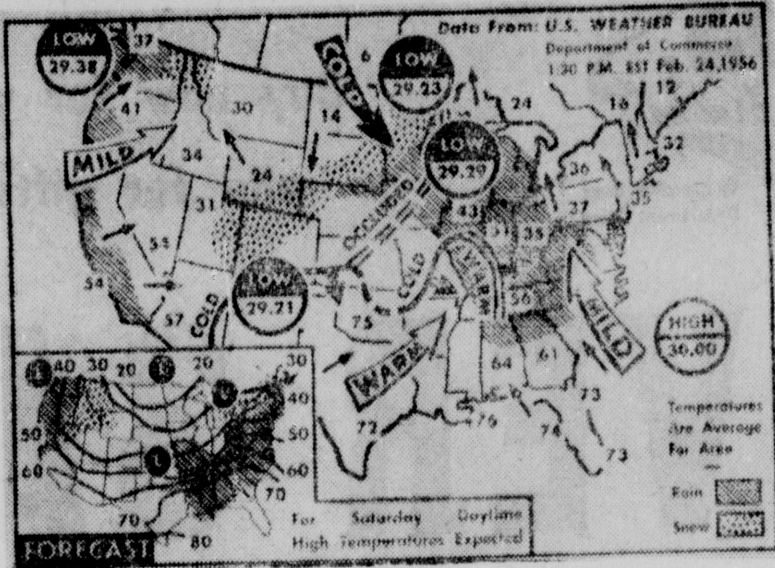 Data From: U.S. WEATHER BUREAU
Department of Commerce
1:30 P.M. EST Feb. 24, 1956
LOW
29.38
37
6
COLD
LOW
29.23
24
16
12
41
30
14
LOW
29.29
32
MILD
34
24
36
35
31
OCCLUDED
43
37
35
55
COLD
WARM
54
LOW
29.21
56
MILD
57
COLD
75
HIGH
30.00
WARM
64
61
73
72
76
74
73
Temperatures
Are Average
For Area
Rain
Snow
40
30
20
20
30
L
40
50
50
60
60
70
70
80
For Saturday Daytime
High Temperatures Expected
FORECAST